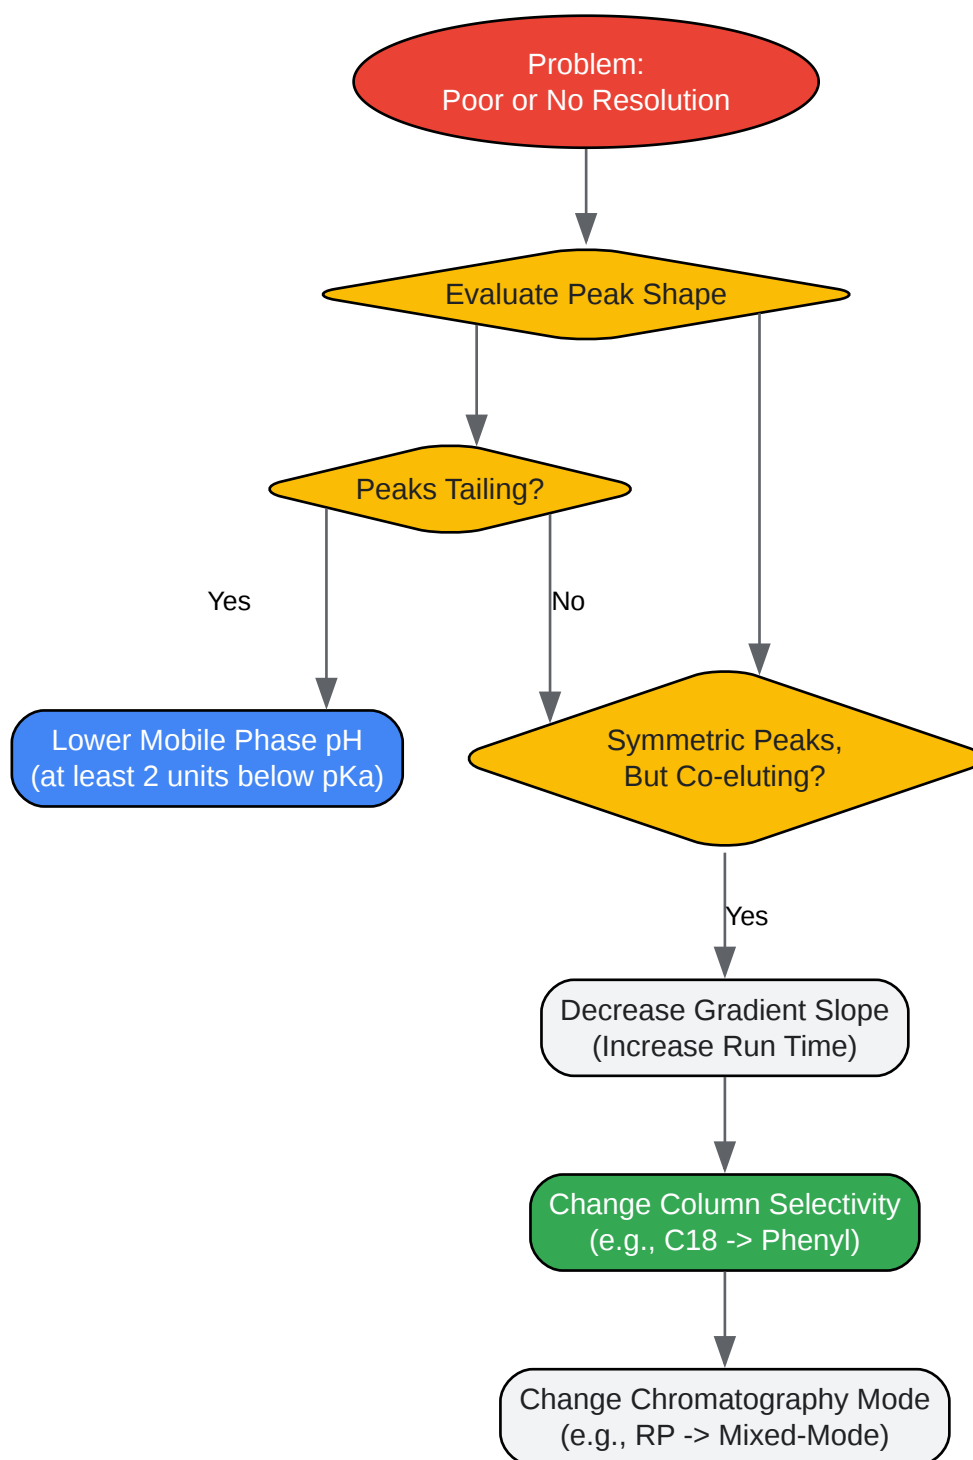 Problem:
Poor or No Resolution
Evaluate Peak Shape
Peaks Tailing?
Yes
No
Lower Mobile Phase pH
(at least 2 units below pKa)
Symmetric Peaks,
But Co-eluting?
Yes
Decrease Gradient Slope
(Increase Run Time)
Change Column Selectivity
(e.g., C18 -> Phenyl)
Change Chromatography Mode
(e.g., RP -> Mixed-Mode)